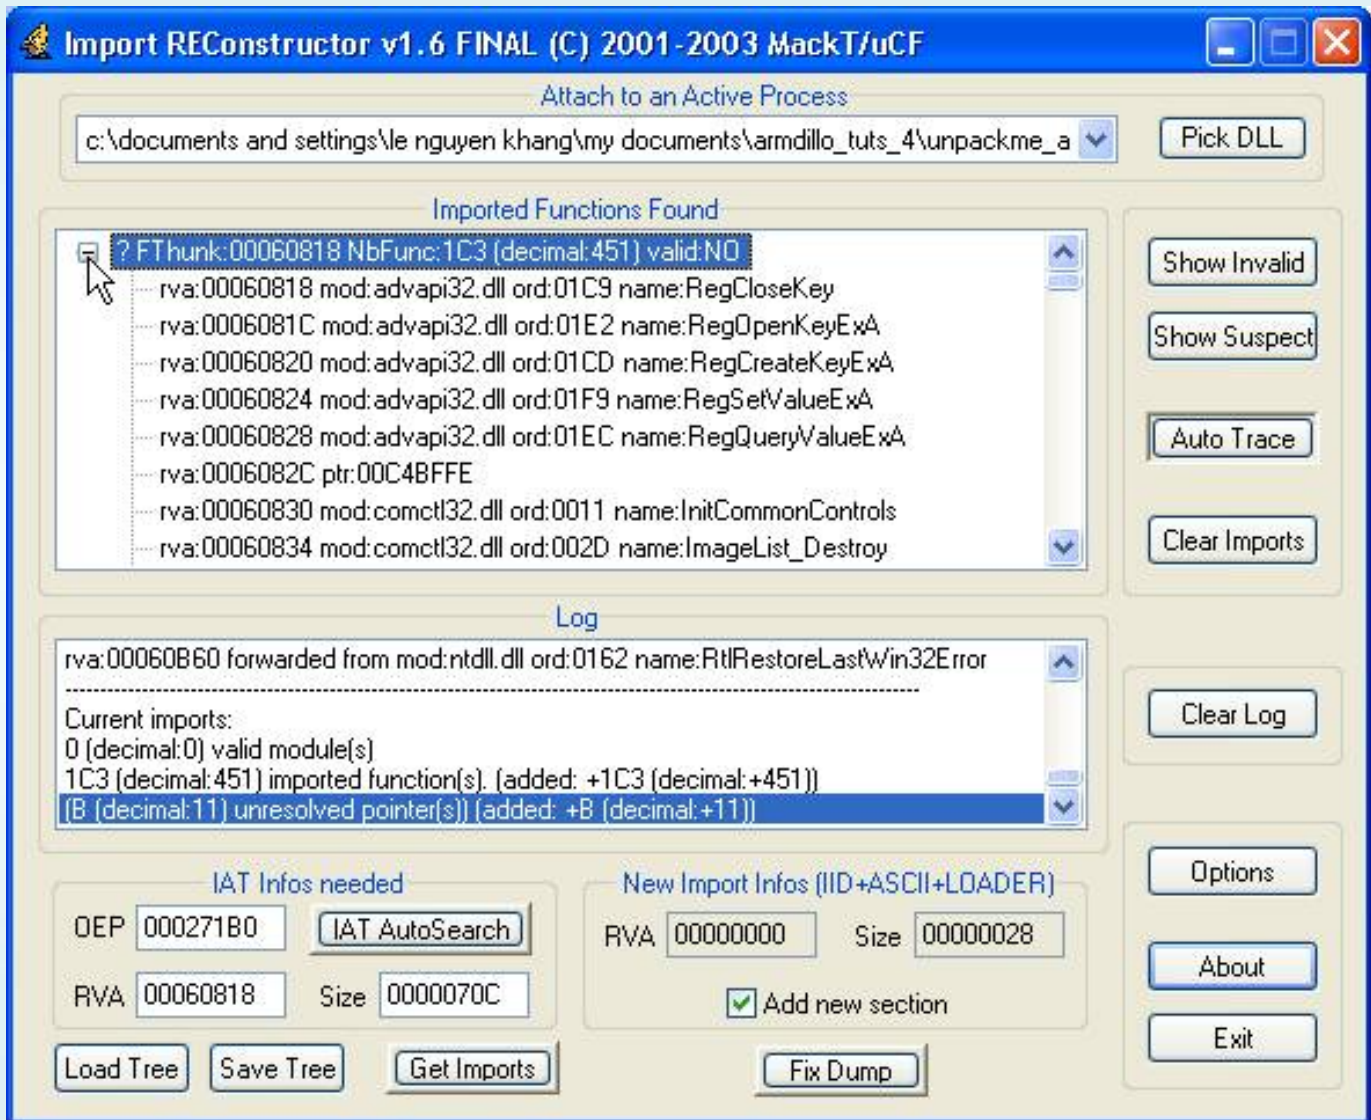 Import REConstructor v1.6 FINAL (C) 2001-2003 MackT/uCF
Attach to an Active Process
c:\documents and settings\le nguyen khang\my documents\armdillo_tuts_4\unpackme_a
Pick DLL
Imported Functions Found
? FThunk:00060818 NbFunc:1C3 (decimal:451) valid:NO
rva:00060818 mod:advapi32.dll ord:01C9 name:RegCloseKey
rva:0006081C mod:advapi32.dll ord:01E2 name:RegOpenKeyExA
rva:00060820 mod:advapi32.dll ord:01CD name:RegCreateKeyExA
rva:00060824 mod:advapi32.dll ord:01F9 name:RegSetValueExA
rva:00060828 mod:advapi32.dll ord:01EC name:RegQueryValueExA
rva:0006082C ptr:00C4BFFE
rva:00060830 mod:comctl32.dll ord:0011 name:InitCommonControls
rva:00060834 mod:comctl32.dll ord:002D name:ImageList_Destroy
Show Invalid
Show Suspect
Auto Trace
Clear Imports
Log
rva:00060B60 forwarded from mod:ntdll.dll ord:0162 name:RtlRestoreLastWin32Error
---------------------------------------------------------------------------------------------------------------------------
Current imports:
0 (decimal:0) valid module(s)
1C3 (decimal:451) imported function(s). (added: +1C3 (decimal:+451))
(B (decimal:11) unresolved pointer(s)) (added: +B (decimal:+11))
Clear Log
IAT Infos needed
OEP 000271B0 IAT AutoSearch
RVA 00060818 Size 0000070C
New Import Infos (IID+ASCII+LOADER)
RVA 00000000 Size 00000028
Add new section
Load Tree Save Tree Get Imports
Fix Dump
Options
About
Exit